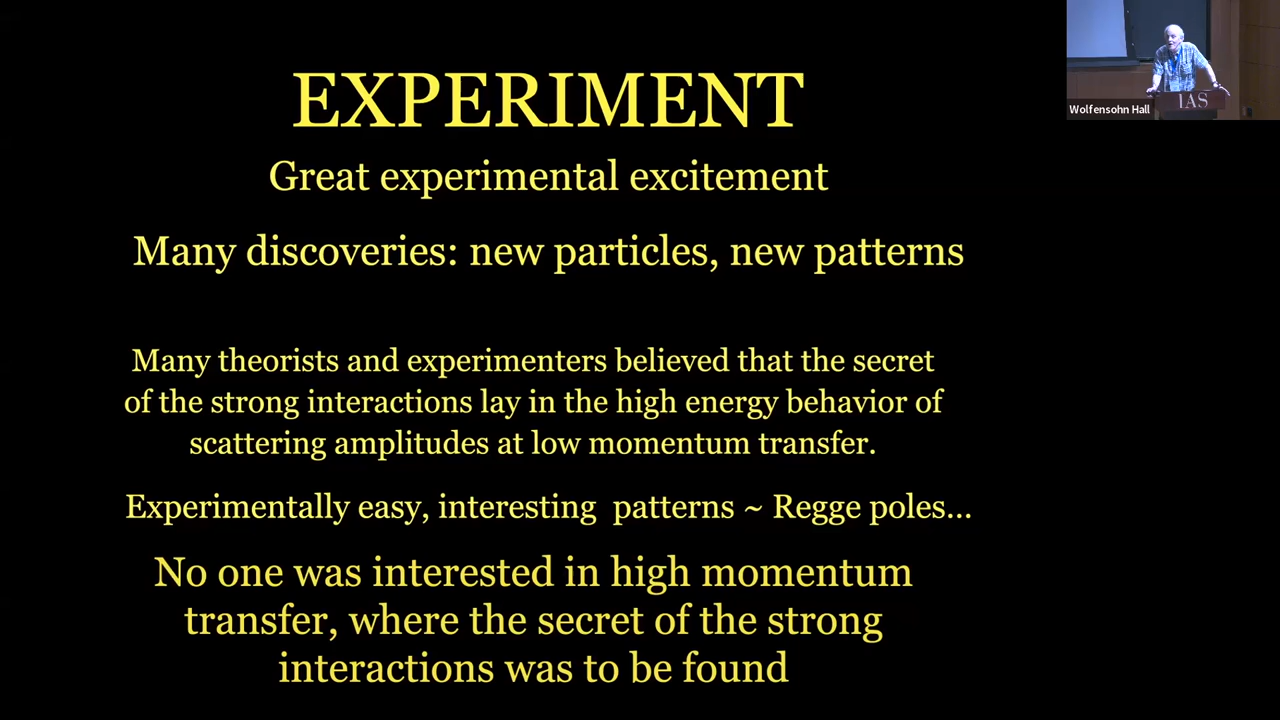 EXPERIMENT
Great experimental excitement
Many discoveries: new particles, new patterns
Many theorists and experimenters believed that the secret
of the strong interactions lay in the high energy behavior of
scattering amplitudes at low momentum transfer.
Experimentally easy, interesting patterns ~ Regge poles...
No one was interested in high momentum
transfer, where the secret of the strong
interactions was to be found
IAS
Wolfensohn Hall